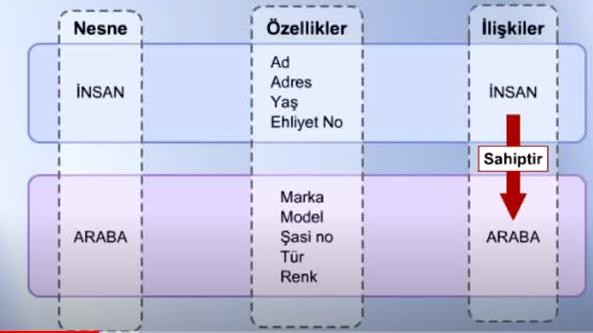 Nesne
Özellikler
İlişkiler
İNSAN
Ad
Adres
Yaş
Ehliyet No
İNSAN
Sahiptir
ARABA
Marka
Model
Şasi no
Tür
Renk
ARABA